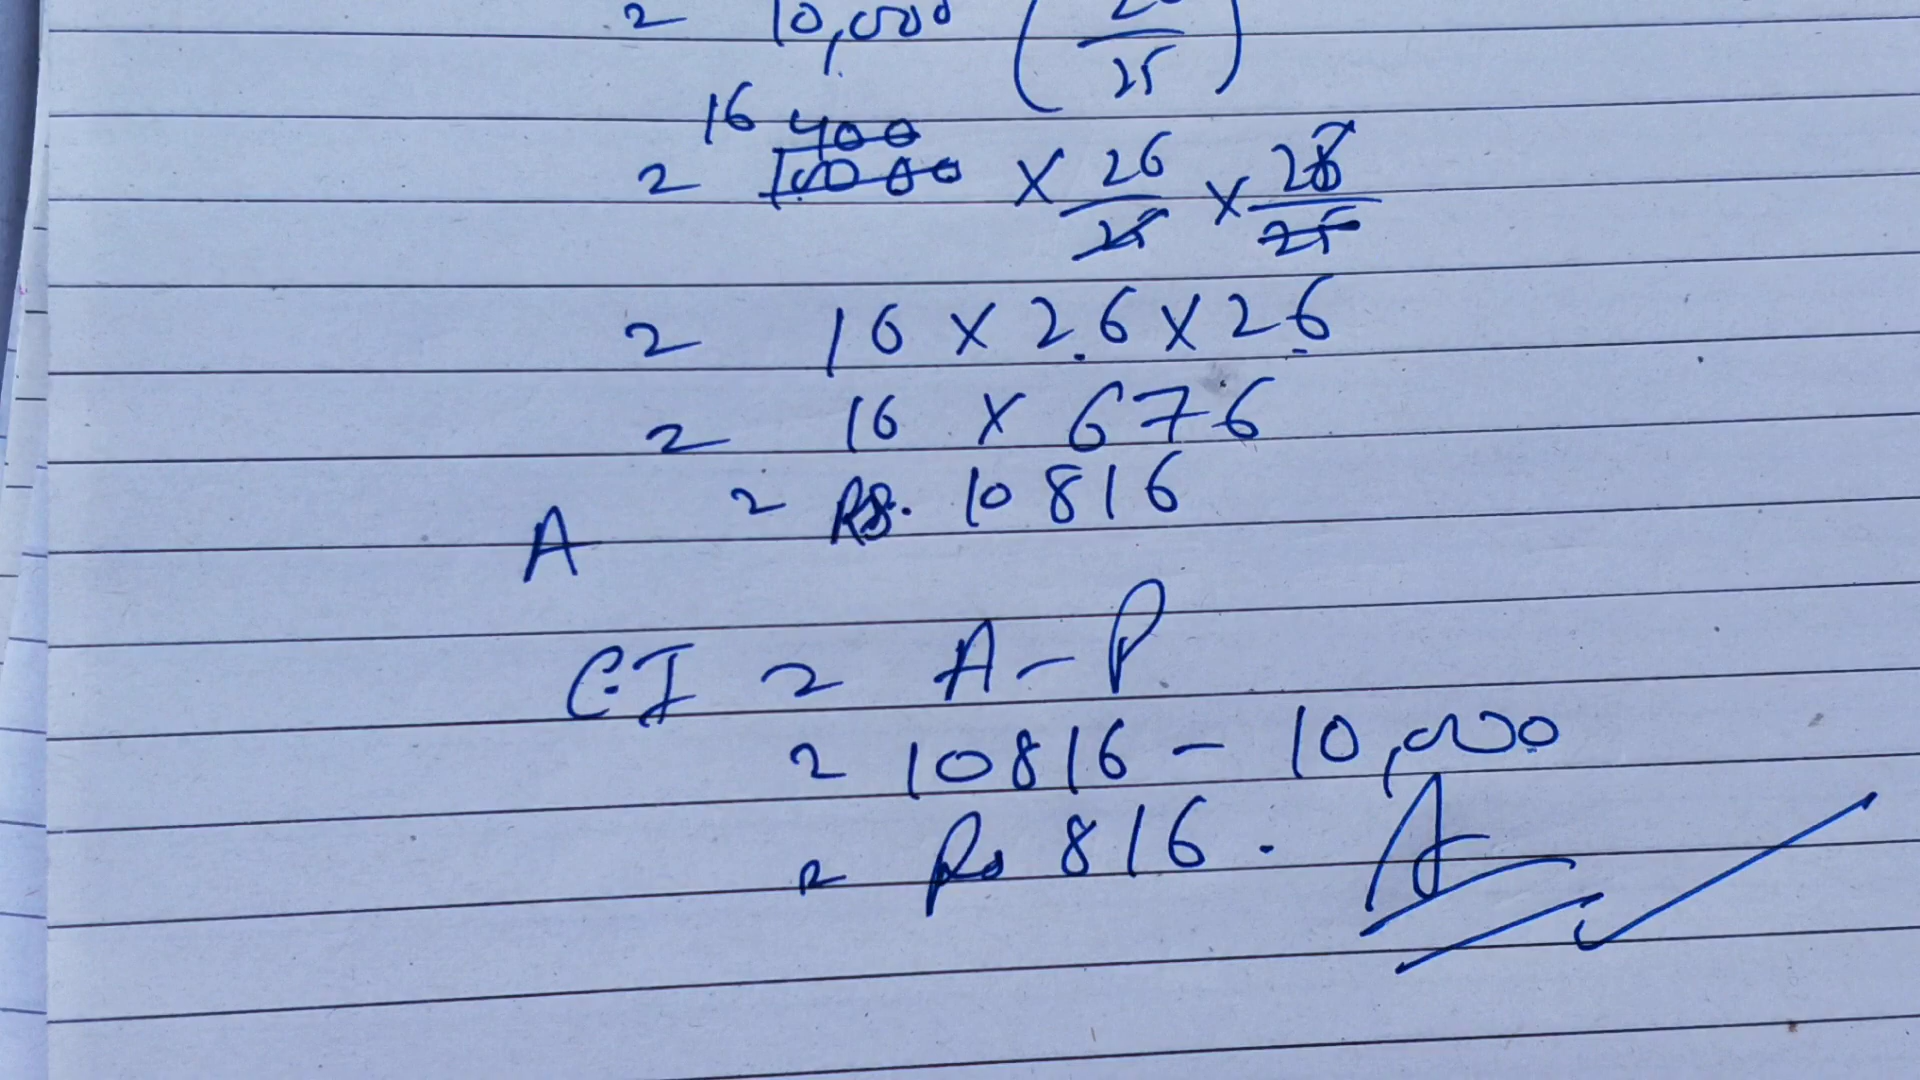 = 10,000 ( 26/25 )
16 400
= 10000 × 26/25 × 26/25
= 16 × 26 × 26
= 16 × 676
A = Rs. 10816
C.I = A - P
= 10816 - 10,000
= Rs 816. A